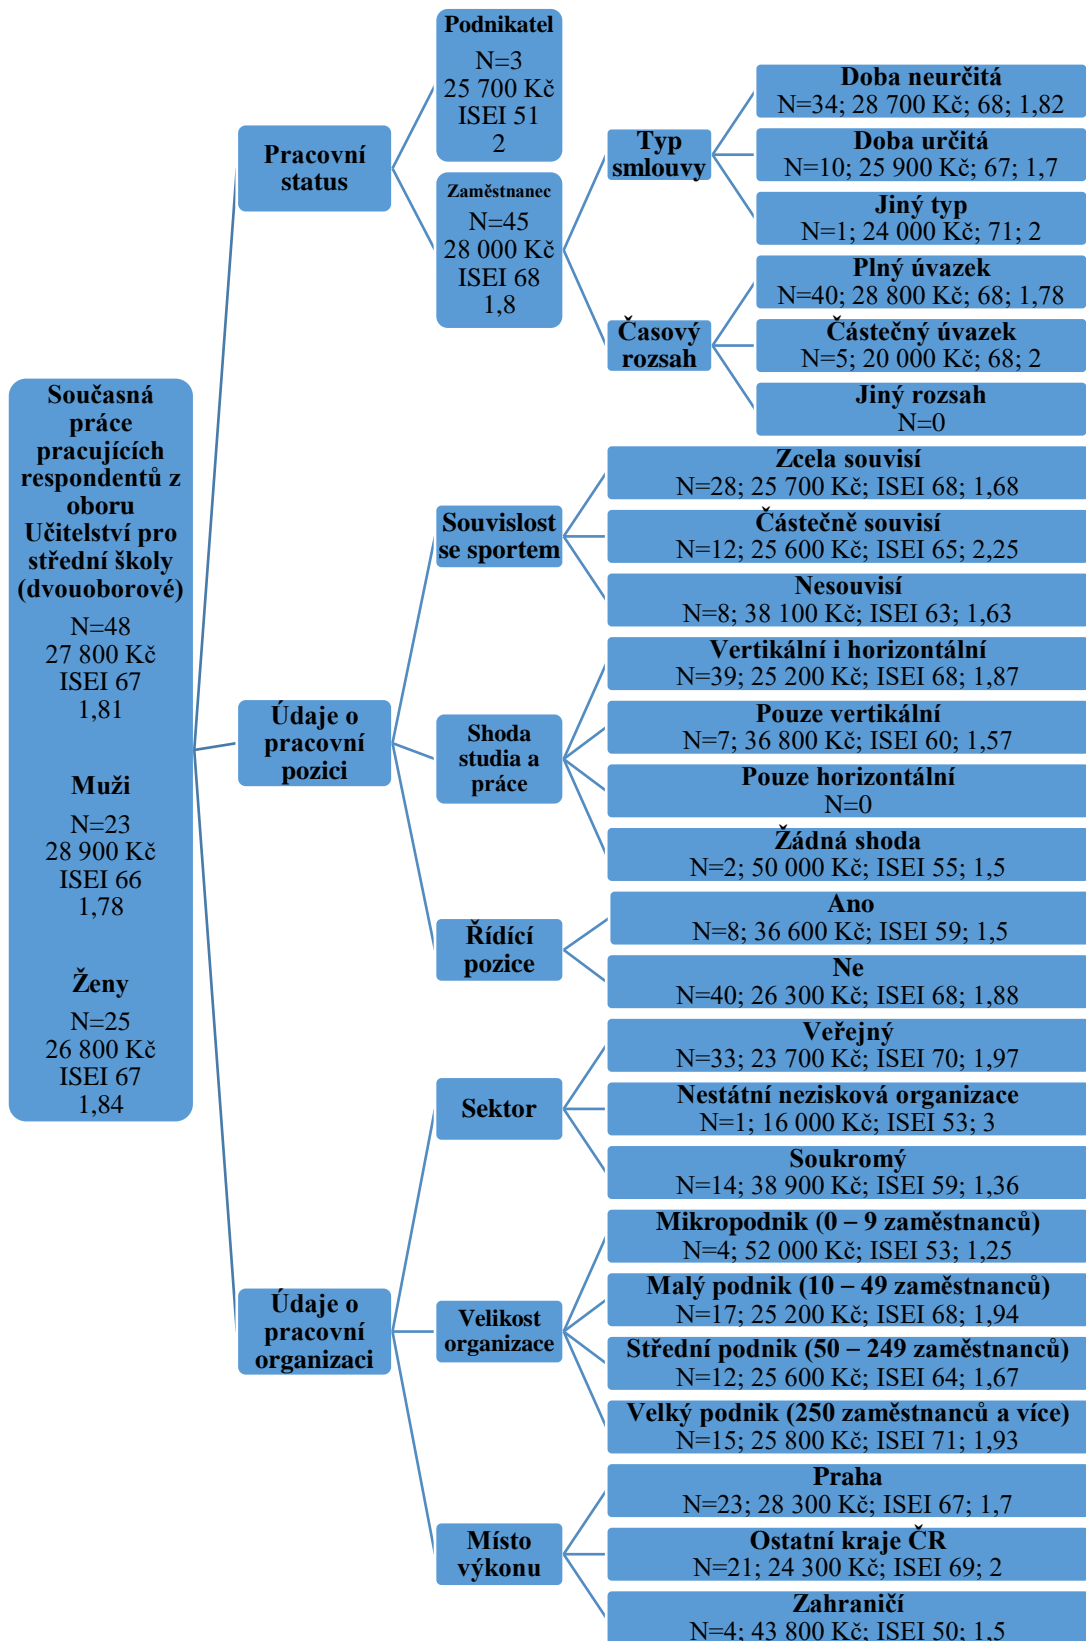 Současná
práce
pracujících
respondentů z
oboru
Učitelství pro
střední školy
(dvouoborové)
N=48
27 800 Kč
ISEI 67
1,81
Muži
N=23
28 900 Kč
ISEI 66
1,78
Ženy
N=25
26 800 Kč
ISEI 67
1,84
Pracovní
status
Podnikatel
N=3
25 700 Kč
ISEI 51
2
Zaměstnanec
N=45
28 000 Kč
ISEI 68
1,8
Typ
smlouvy
Doba neurčitá
N=34; 28 700 Kč; 68; 1,82
Doba určitá
N=10; 25 900 Kč; 67; 1,7
Jiný typ
N=1; 24 000 Kč; 71; 2
Časový
rozsah
Plný úvazek
N=40; 28 800 Kč; 68; 1,78
Částečný úvazek
N=5; 20 000 Kč; 68; 2
Jiný rozsah
N=0
Údaje o
pracovní
pozici
Souvislost
se sportem
Zcela souvisí
N=28; 25 700 Kč; ISEI 68; 1,68
Částečně souvisí
N=12; 25 600 Kč; ISEI 65; 2,25
Nesouvisí
N=8; 38 100 Kč; ISEI 63; 1,63
Shoda
studia a
práce
Vertikální i horizontální
N=39; 25 200 Kč; ISEI 68; 1,87
Pouze vertikální
N=7; 36 800 Kč; ISEI 60; 1,57
Pouze horizontální
N=0
Žádná shoda
N=2; 50 000 Kč; ISEI 55; 1,5
Řídící
pozice
Ano
N=8; 36 600 Kč; ISEI 59; 1,5
Ne
N=40; 26 300 Kč; ISEI 68; 1,88
Údaje o
pracovní
organizaci
Sektor
Veřejný
N=33; 23 700 Kč; ISEI 70; 1,97
Nestátní nezisková organizace
N=1; 16 000 Kč; ISEI 53; 3
Soukromý
N=14; 38 900 Kč; ISEI 59; 1,36
Velikost
organizace
Mikropodnik (0 – 9 zaměstnanců)
N=4; 52 000 Kč; ISEI 53; 1,25
Malý podnik (10 – 49 zaměstnanců)
N=17; 25 200 Kč; ISEI 68; 1,94
Střední podnik (50 – 249 zaměstnanců)
N=12; 25 600 Kč; ISEI 64; 1,67
Velký podnik (250 zaměstnanců a více)
N=15; 25 800 Kč; ISEI 71; 1,93
Místo
výkonu
Praha
N=23; 28 300 Kč; ISEI 67; 1,7
Ostatní kraje ČR
N=21; 24 300 Kč; ISEI 69; 2
Zahraničí
N=4; 43 800 Kč; ISEI 50; 1,5